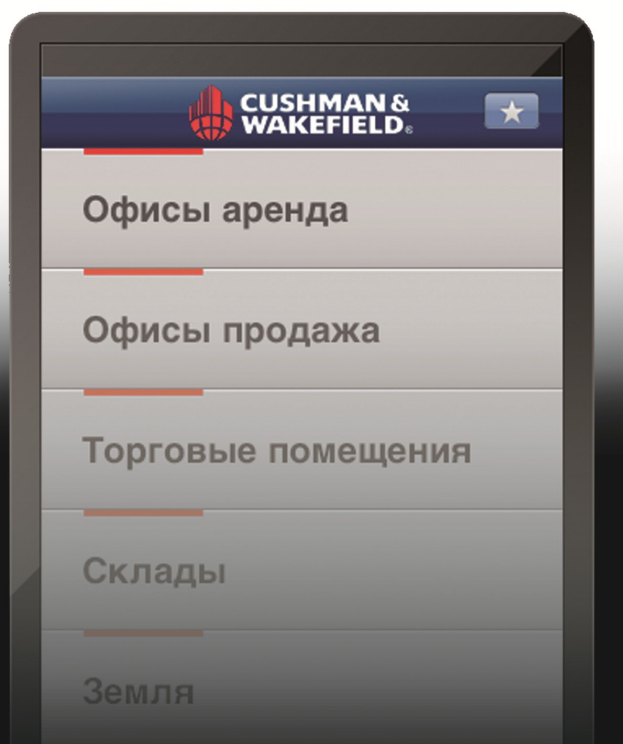 CUSHMAN &
WAKEFIELD®
Офисы аренда
Офисы продажа
Торговые помещения
Склады
Земля